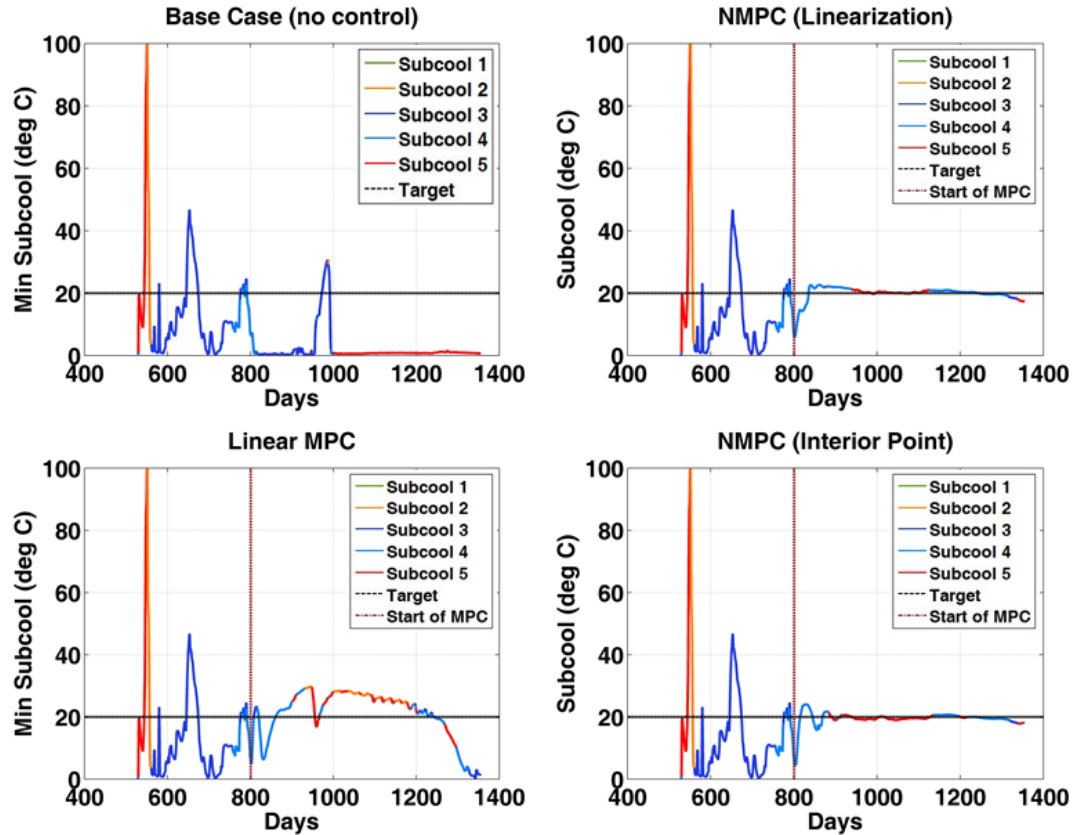 Base Case (no control)
Min Subcool (deg C)
100
80
60
40
20
0
Subcool 1
Subcool 2
Subcool 3
Subcool 4
Subcool 5
Target
400 600 800 1000 1200 1400
Days
NMPC (Linearization)
Subcool (deg C)
100
80
60
40
20
0
Subcool 1
Subcool 2
Subcool 3
Subcool 4
Subcool 5
Target
Start of MPC
400 600 800 1000 1200 1400
Days
Linear MPC
Min Subcool (deg C)
100
80
60
40
20
0
Subcool 1
Subcool 2
Subcool 3
Subcool 4
Subcool 5
Target
Start of MPC
400 600 800 1000 1200 1400
Days
NMPC (Interior Point)
Subcool (deg C)
100
80
60
40
20
0
Subcool 1
Subcool 2
Subcool 3
Subcool 4
Subcool 5
Target
Start of MPC
400 600 800 1000 1200 1400
Days